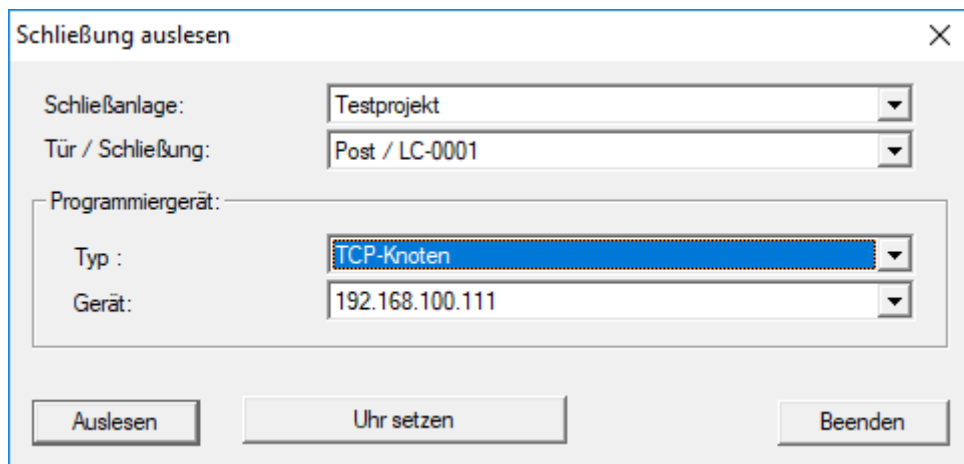 Schließung auslesen
Schließanlage: Testprojekt
Tür / Schließung: Post / LC-0001
Programmiergerät:
Typ : TCP-Knoten
Gerät: 192.168.100.111
Auslesen Uhr setzen Beenden